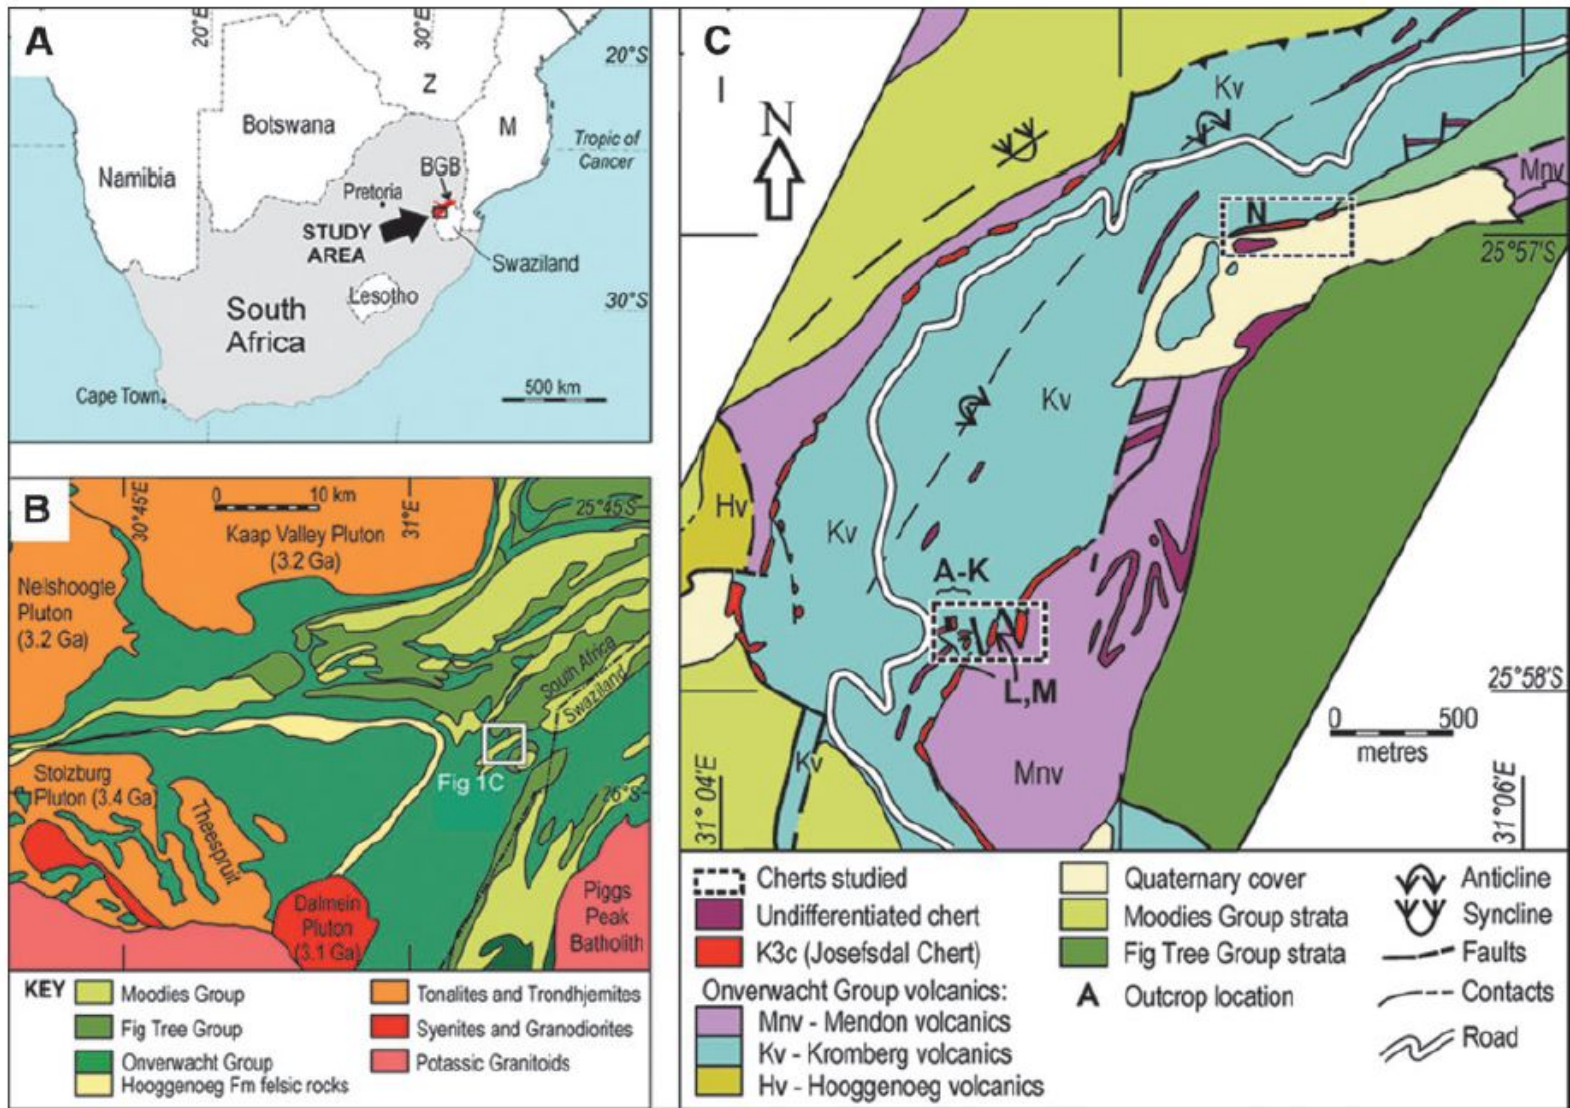 A
20°E
30°E
20°S
Z
Botswana
M
Tropic of
Cancer
Namibia
BGB
Pretoria
STUDY
AREA
Swaziland
Lesotho
30°S
South
Africa
500 km
Cape Town
B
30°45'E
0 10 km
31°E
25°45'S
Kaap Valley Pluton
(3.2 Ga)
Nelshoogte
Pluton
(3.2 Ga)
South Africa
Swaziland
Stolzburg
Pluton (3.4 Ga)
Fig 1C
26°S
Theespruit
Dalmein
Pluton
(3.1 Ga)
Piggs
Peak
Batholith
KEY
Moodies Group
Fig Tree Group
Onverwacht Group
Hooggenoeg Fm felsic rocks
Tonalites and Trondhjemites
Syenites and Granodiorites
Potassic Granitoids
C
N
Kv
Mnv
N
25°57'S
Kv
Hv
Kv
A-K
L,M
25°58'S
0 500
metres
Mnv
Kv
31° 04'E
31°06'E
Cherts studied
Undifferentiated chert
K3c (Josefsdal Chert)
Onverwacht Group volcanics:
Mnv - Mendon volcanics
Kv - Kromberg volcanics
Hv - Hooggenoeg volcanics
Quaternary cover
Moodies Group strata
Fig Tree Group strata
A Outcrop location
Anticline
Syncline
Faults
Contacts
Road